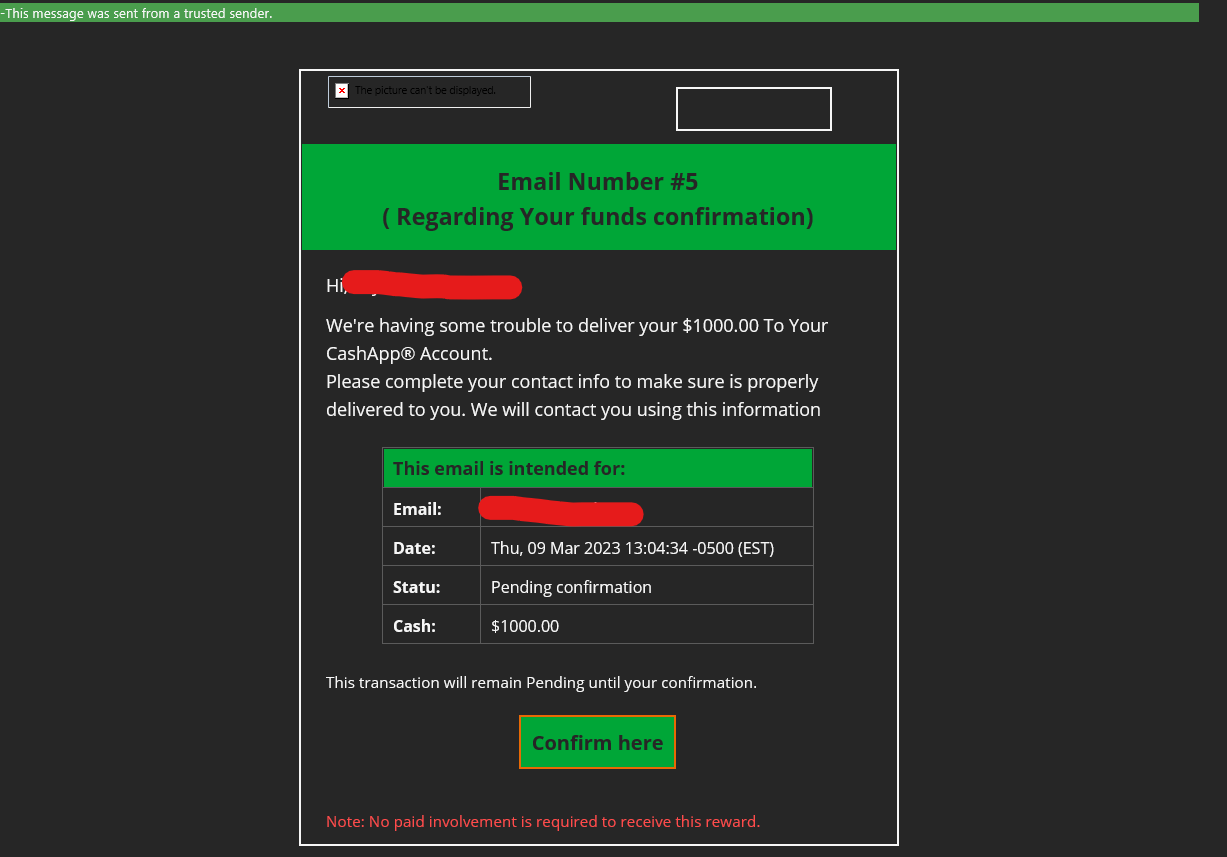 -This message was sent from a trusted sender.
The picture can't be displayed.
Email Number #5
( Regarding Your funds confirmation)
Hi,
We're having some trouble to deliver your $1000.00 To Your
CashApp® Account.
Please complete your contact info to make sure is properly
delivered to you. We will contact you using this information
This email is intended for:
Email:
Date: Thu, 09 Mar 2023 13:04:34 -0500 (EST)
Statu: Pending confirmation
Cash: $1000.00
This transaction will remain Pending until your confirmation.
Confirm here
Note: No paid involvement is required to receive this reward.